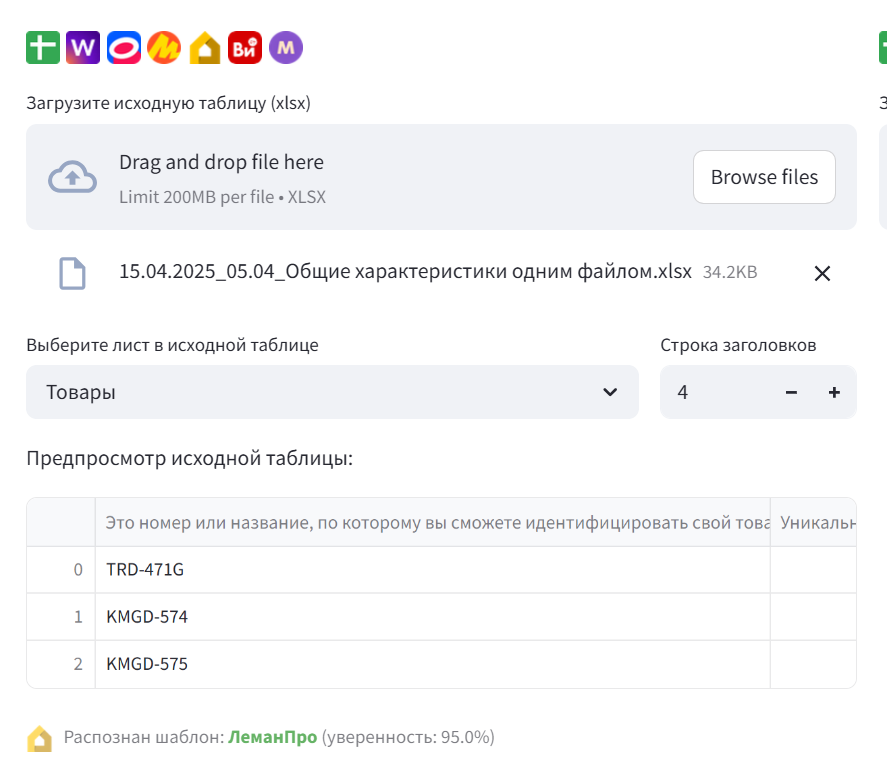 W ВИ M
Загрузите исходную таблицу (xlsx)
Drag and drop file here
Limit 200MB per file • XLSX
Browse files
15.04.2025_05.04_Общие характеристики одним файлом.xlsx 34.2KB
Выберите лист в исходной таблице
Строка заголовков
Товары
4
Предпросмотр исходной таблицы:
Это номер или название, по которому вы сможете идентифицировать свой това Уникальн
0 TRD-471G
1 KMGD-574
2 KMGD-575
Распознан шаблон: ЛеманПро (уверенность: 95.0%)